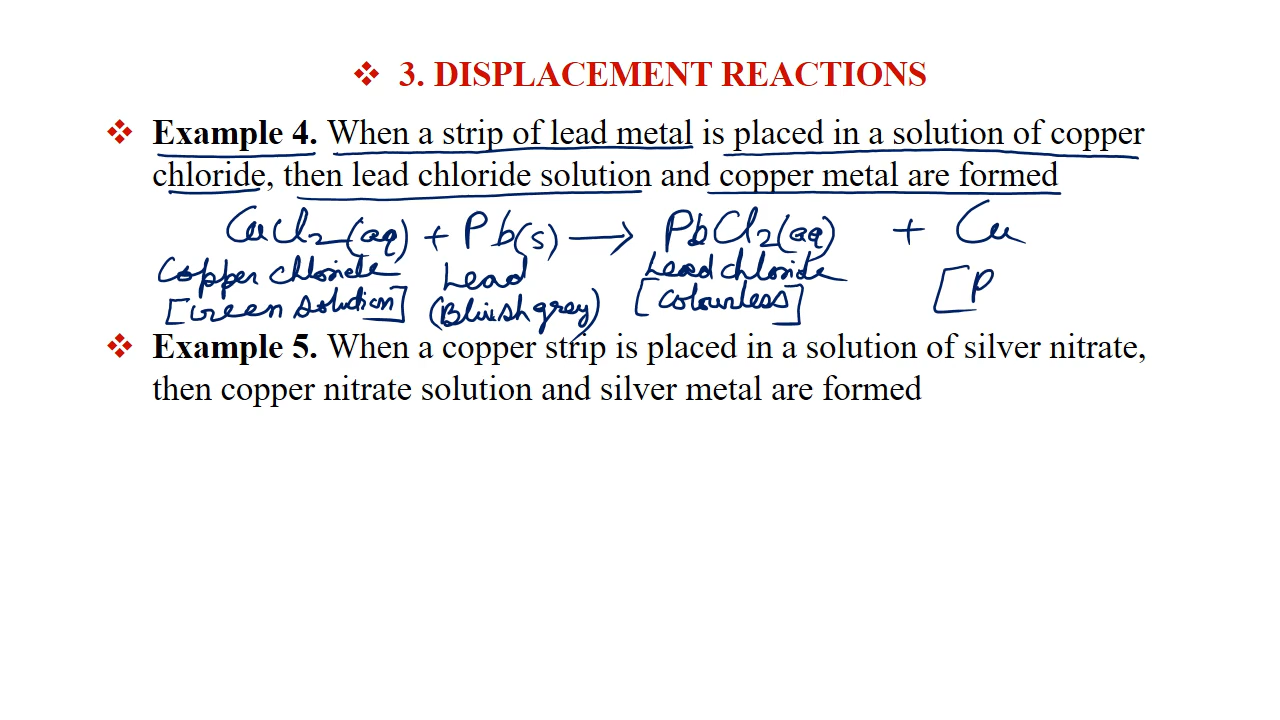 ❖ 3. DISPLACEMENT REACTIONS
❖ Example 4. When a strip of lead metal is placed in a solution of copper
chloride, then lead chloride solution and copper metal are formed
CuCl2(aq) + Pb(s) → PbCl2(aq) + Cu
Copper chloride Lead Lead chloride
[Green solution] (Bluish grey) [Colourless] [P
❖ Example 5. When a copper strip is placed in a solution of silver nitrate,
then copper nitrate solution and silver metal are formed